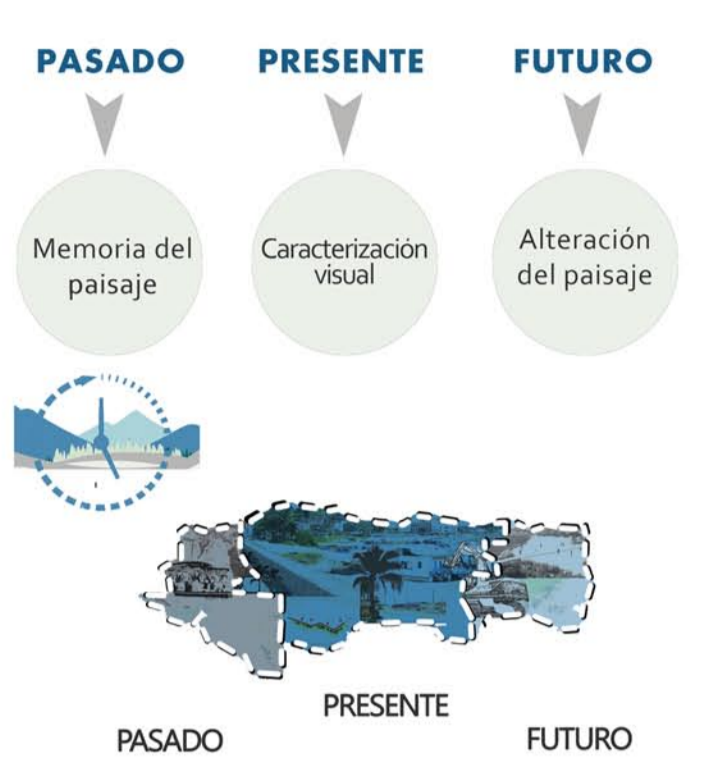 PASADO PRESENTE FUTURO
Memoria del
paisaje
Caracterización
visual
Alteración
del paisaje
PRESENTE
PASADO
FUTURO